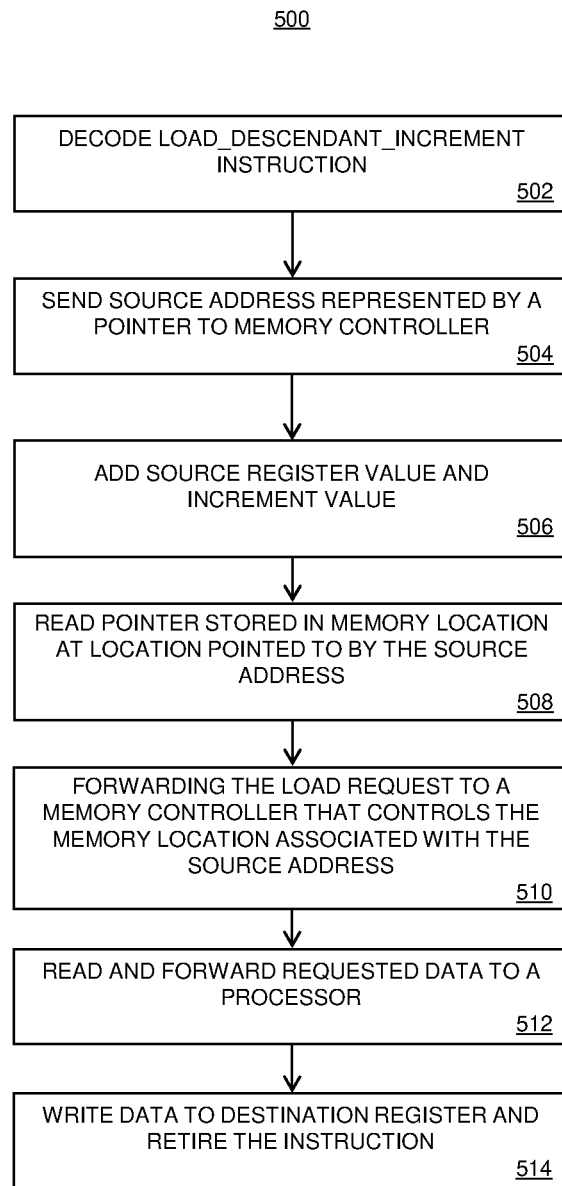 500
DECODE LOAD_DESCENDANT_INCREMENT
INSTRUCTION
502
SEND SOURCE ADDRESS REPRESENTED BY A
POINTER TO MEMORY CONTROLLER
504
ADD SOURCE REGISTER VALUE AND
INCREMENT VALUE
506
READ POINTER STORED IN MEMORY LOCATION
AT LOCATION POINTED TO BY THE SOURCE
ADDRESS
508
FORWARDING THE LOAD REQUEST TO A
MEMORY CONTROLLER THAT CONTROLS THE
MEMORY LOCATION ASSOCIATED WITH THE
SOURCE ADDRESS
510
READ AND FORWARD REQUESTED DATA TO A
PROCESSOR
512
WRITE DATA TO DESTINATION REGISTER AND
RETIRE THE INSTRUCTION
514